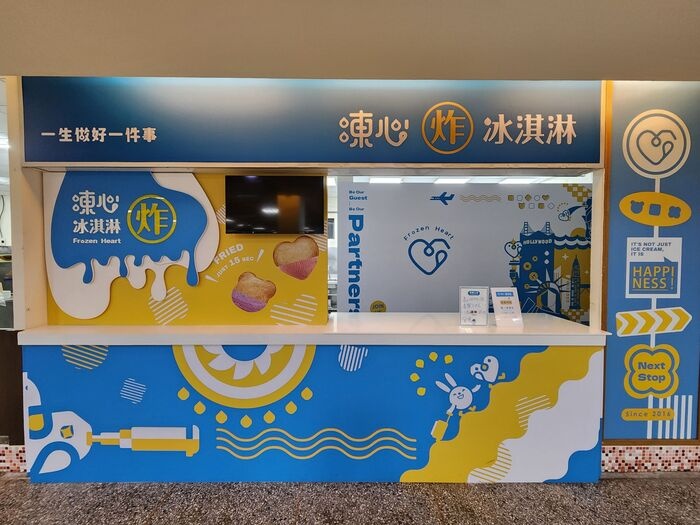 一生做好一件事
凍心炸冰淇淋
凍心
冰淇淋
炸
Frozen Heart
FRIED
JUST 15 SEC
Be Our
Guest
Be Our
Partner
Frozen Heart
HOLLYWOOD
JOIN
IT'S NOT JUST
ICE CREAM,
IT IS
HAPPI
NESS!
Next
Stop
Since 2016